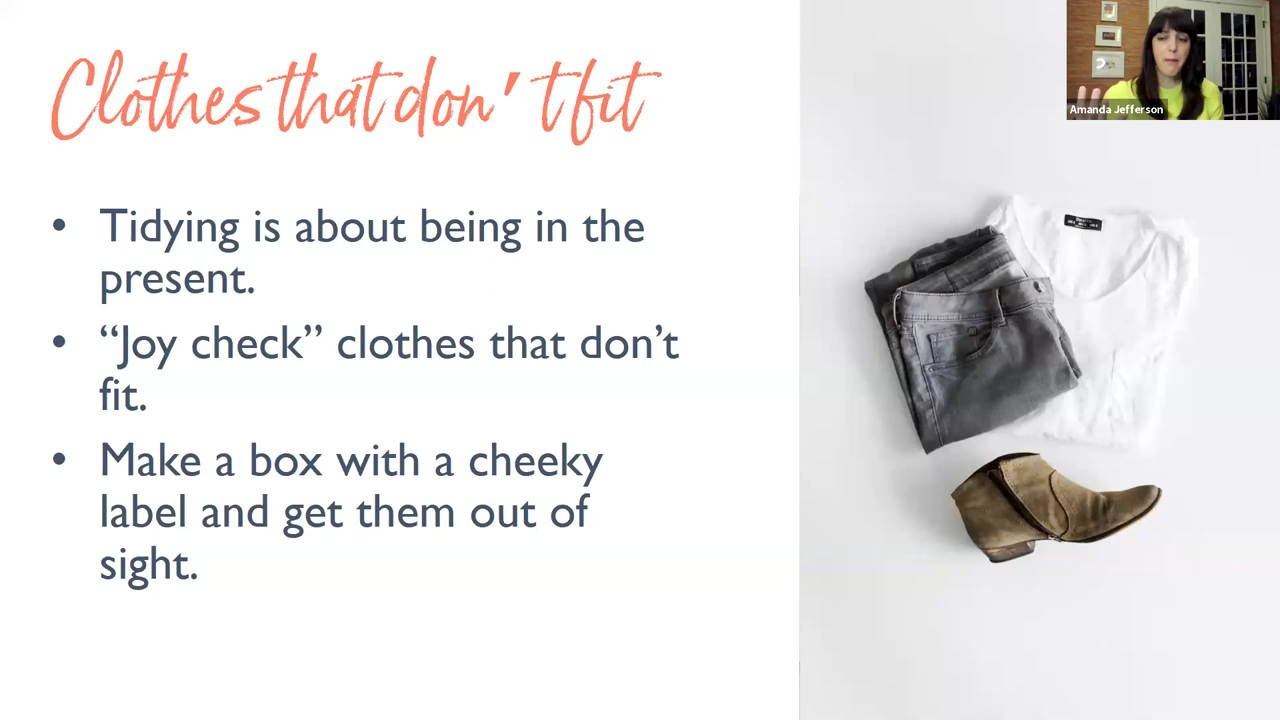 Clothes that don't fit
Amanda Jefferson
• Tidying is about being in the
present.
• “Joy check” clothes that don’t
fit.
• Make a box with a cheeky
label and get them out of
sight.